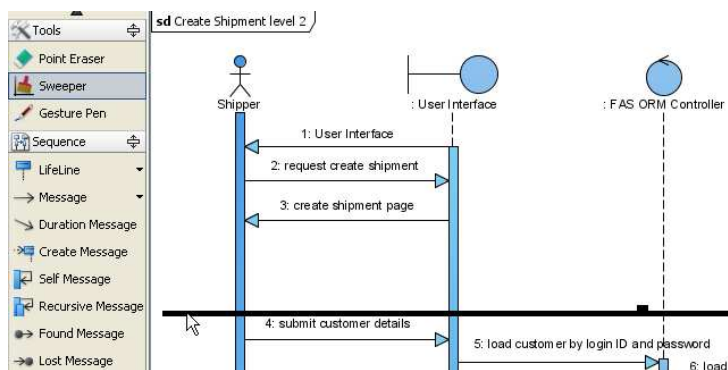 Tools
Point Eraser
Sweeper
Gesture Pen
Sequence
LifeLine
Message
Duration Message
Create Message
Self Message
Recursive Message
Found Message
Lost Message
sd Create Shipment level 2
Shipper
: User Interface
: FAS ORM Controller
1: User Interface
2: request create shipment
3: create shipment page
4: submit customer details
5: load customer by login ID and password
6: load